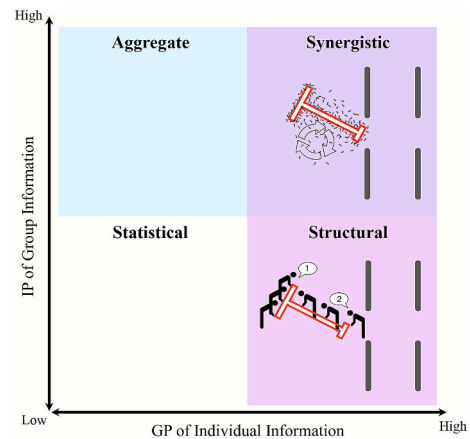 High
Aggregate
Synergistic
IP of Group Information
Statistical
Structural
1
2
Low
GP of Individual Information
High